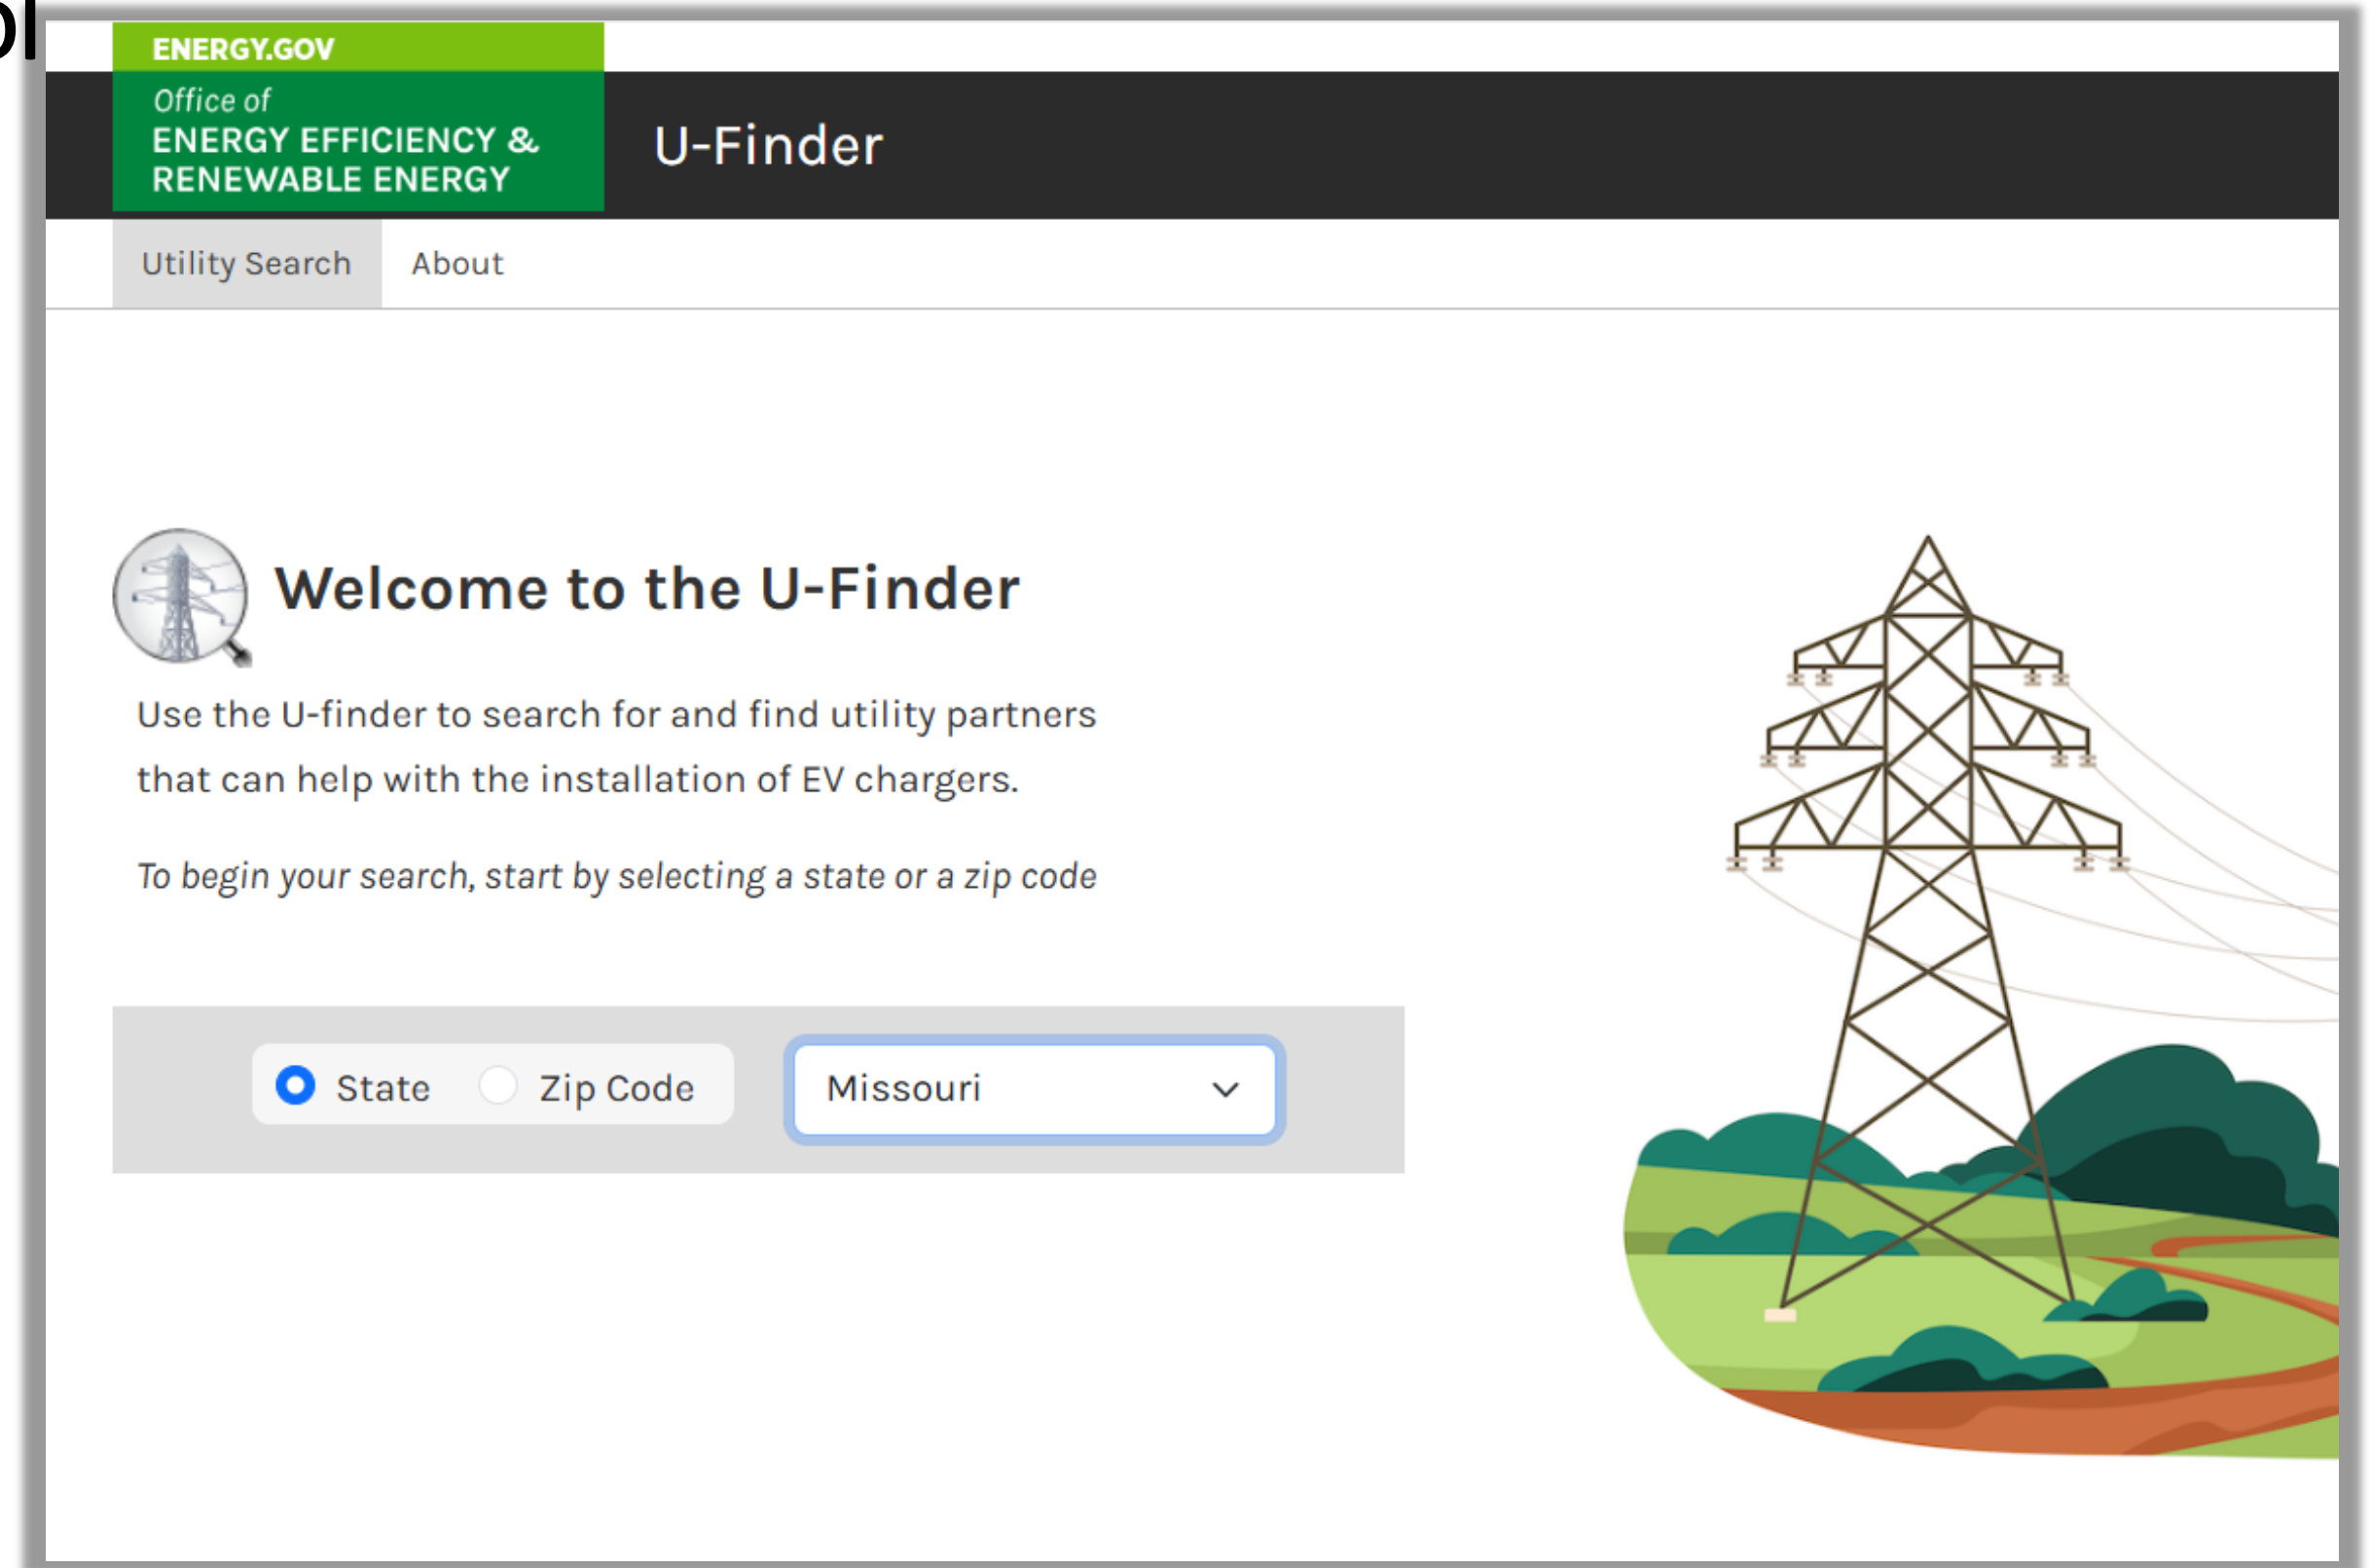 ENERGY.GOV
Office of
ENERGY EFFICIENCY &
RENEWABLE ENERGY
U-Finder
Utility Search
About
Welcome to the U-Finder
Use the U-finder to search for and find utility partners
that can help with the installation of EV chargers.
To begin your search, start by selecting a state or a zip code
State
Zip Code
Missouri